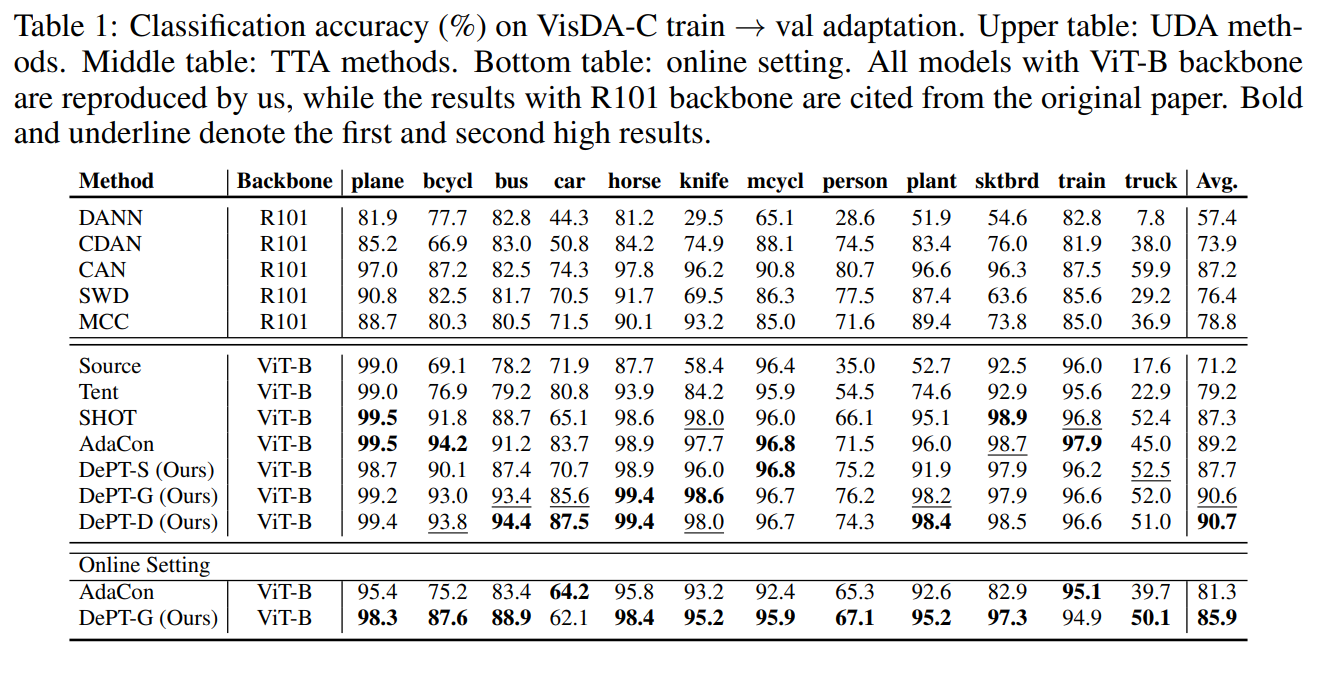 Table 1: Classification accuracy (%) on VisDA-C train → val adaptation. Upper table: UDA meth-
ods. Middle table: TTA methods. Bottom table: online setting. All models with ViT-B backbone
are reproduced by us, while the results with R101 backbone are cited from the original paper. Bold
and underline denote the first and second high results.
Method Backbone plane bcycl bus car horse knife mcycl person plant sktbrd train truck Avg.
DANN R101 81.9 77.7 82.8 44.3 81.2 29.5 65.1 28.6 51.9 54.6 82.8 7.8 57.4
CDAN R101 85.2 66.9 83.0 50.8 84.2 74.9 88.1 74.5 83.4 76.0 81.9 38.0 73.9
CAN R101 97.0 87.2 82.5 74.3 97.8 96.2 90.8 80.7 96.6 96.3 87.5 59.9 87.2
SWD R101 90.8 82.5 81.7 70.5 91.7 69.5 86.3 77.5 87.4 63.6 85.6 29.2 76.4
MCC R101 88.7 80.3 80.5 71.5 90.1 93.2 85.0 71.6 89.4 73.8 85.0 36.9 78.8
Source ViT-B 99.0 69.1 78.2 71.9 87.7 58.4 96.4 35.0 52.7 92.5 96.0 17.6 71.2
Tent ViT-B 99.0 76.9 79.2 80.8 93.9 84.2 95.9 54.5 74.6 92.9 95.6 22.9 79.2
SHOT ViT-B 99.5 91.8 88.7 65.1 98.6 98.0 96.0 66.1 95.1 98.9 96.8 52.4 87.3
AdaCon ViT-B 99.5 94.2 91.2 83.7 98.9 97.7 96.8 71.5 96.0 98.7 97.9 45.0 89.2
DePT-S (Ours) ViT-B 98.7 90.1 87.4 70.7 98.9 96.0 96.8 75.2 91.9 97.9 96.2 52.5 87.7
DePT-G (Ours) ViT-B 99.2 93.0 93.4 85.6 99.4 98.6 96.7 76.2 98.2 97.9 96.6 52.0 90.6
DePT-D (Ours) ViT-B 99.4 93.8 94.4 87.5 99.4 98.0 96.7 74.3 98.4 98.5 96.6 51.0 90.7
Online Setting
AdaCon ViT-B 95.4 75.2 83.4 64.2 95.8 93.2 92.4 65.3 92.6 82.9 95.1 39.7 81.3
DePT-G (Ours) ViT-B 98.3 87.6 88.9 62.1 98.4 95.2 95.9 67.1 95.2 97.3 94.9 50.1 85.9